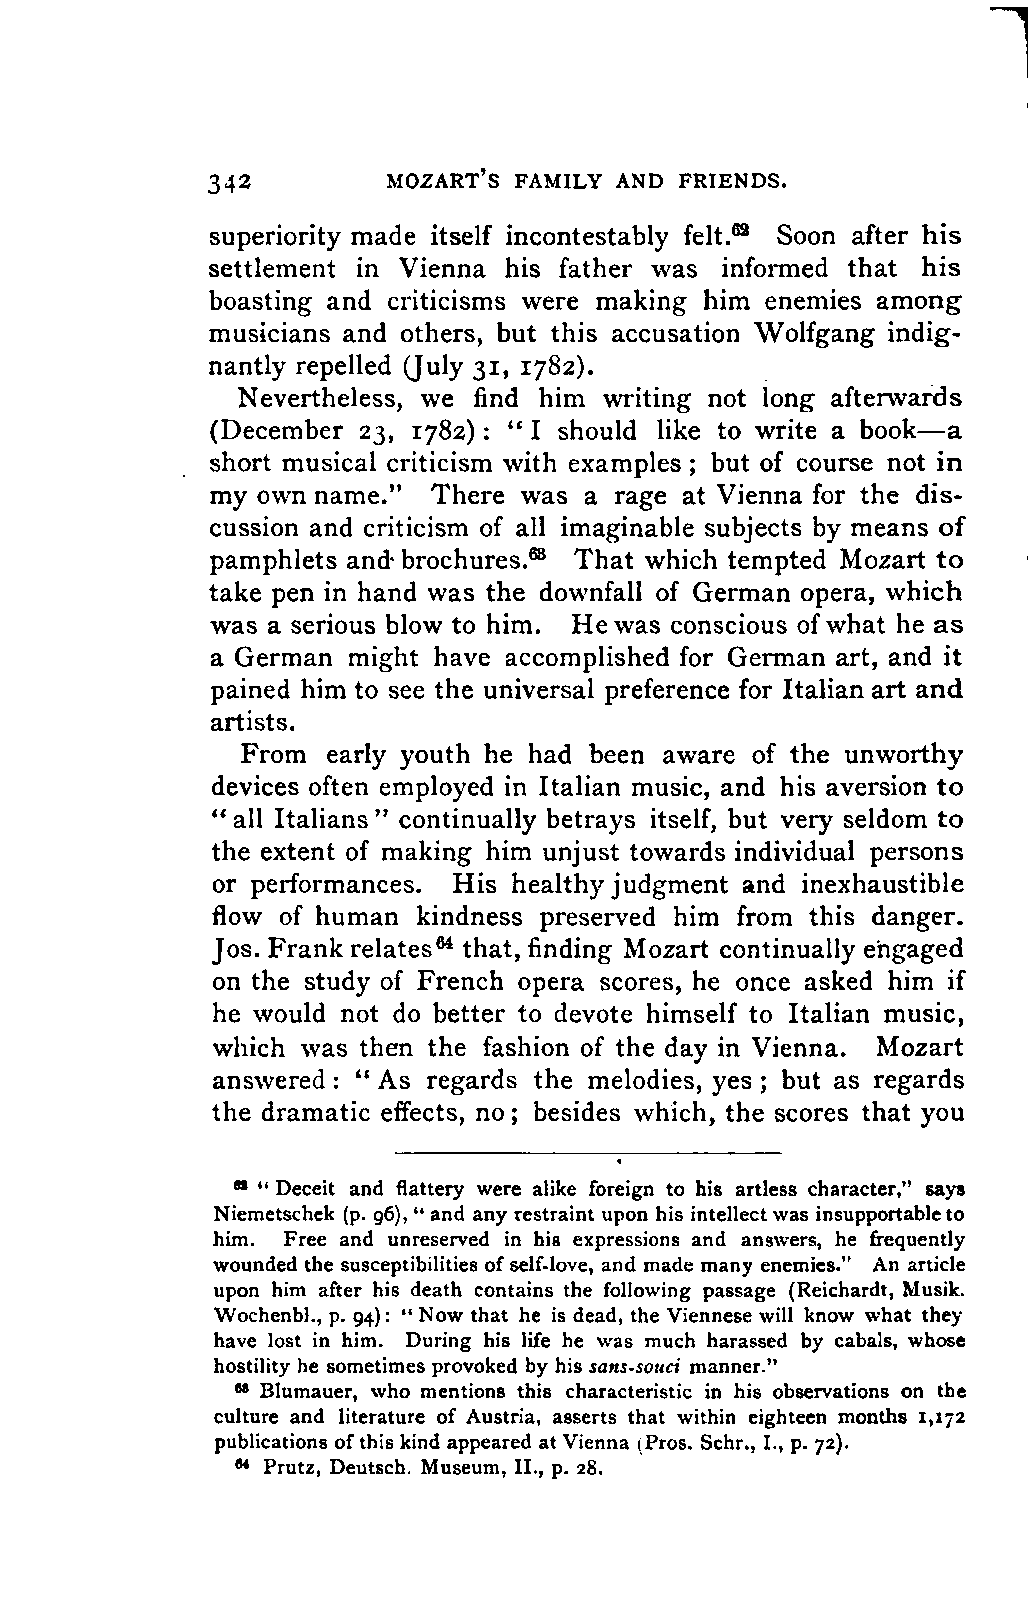 342 MOZART'S FAMILY AND FRIENDS.
superiority made itself incontestably felt.⁶² Soon after his
settlement in Vienna his father was informed that his
boasting and criticisms were making him enemies among
musicians and others, but this accusation Wolfgang indig-
nantly repelled (July 31, 1782).
Nevertheless, we find him writing not long afterwards
(December 23, 1782): "I should like to write a book—a
short musical criticism with examples; but of course not in
my own name." There was a rage at Vienna for the dis-
cussion and criticism of all imaginable subjects by means of
pamphlets and brochures.⁶³ That which tempted Mozart to
take pen in hand was the downfall of German opera, which
was a serious blow to him. He was conscious of what he as
a German might have accomplished for German art, and it
pained him to see the universal preference for Italian art and
artists.
From early youth he had been aware of the unworthy
devices often employed in Italian music, and his aversion to
"all Italians" continually betrays itself, but very seldom to
the extent of making him unjust towards individual persons
or performances. His healthy judgment and inexhaustible
flow of human kindness preserved him from this danger.
Jos. Frank relates⁶⁴ that, finding Mozart continually engaged
on the study of French opera scores, he once asked him if
he would not do better to devote himself to Italian music,
which was then the fashion of the day in Vienna. Mozart
answered: "As regards the melodies, yes; but as regards
the dramatic effects, no; besides which, the scores that you
⁶² "Deceit and flattery were alike foreign to his artless character," says
Niemetschek (p. 96), "and any restraint upon his intellect was insupportable to
him. Free and unreserved in his expressions and answers, he frequently
wounded the susceptibilities of self-love, and made many enemies." An article
upon him after his death contains the following passage (Reichardt, Musik.
Wochenbl., p. 94): "Now that he is dead, the Viennese will know what they
have lost in him. During his life he was much harassed by cabals, whose
hostility he sometimes provoked by his sans-souci manner."
⁶³ Blumauer, who mentions this characteristic in his observations on the
culture and literature of Austria, asserts that within eighteen months 1,172
publications of this kind appeared at Vienna (Pros. Schr., I., p. 72).
⁶⁴ Prutz, Deutsch. Museum, II., p. 28.